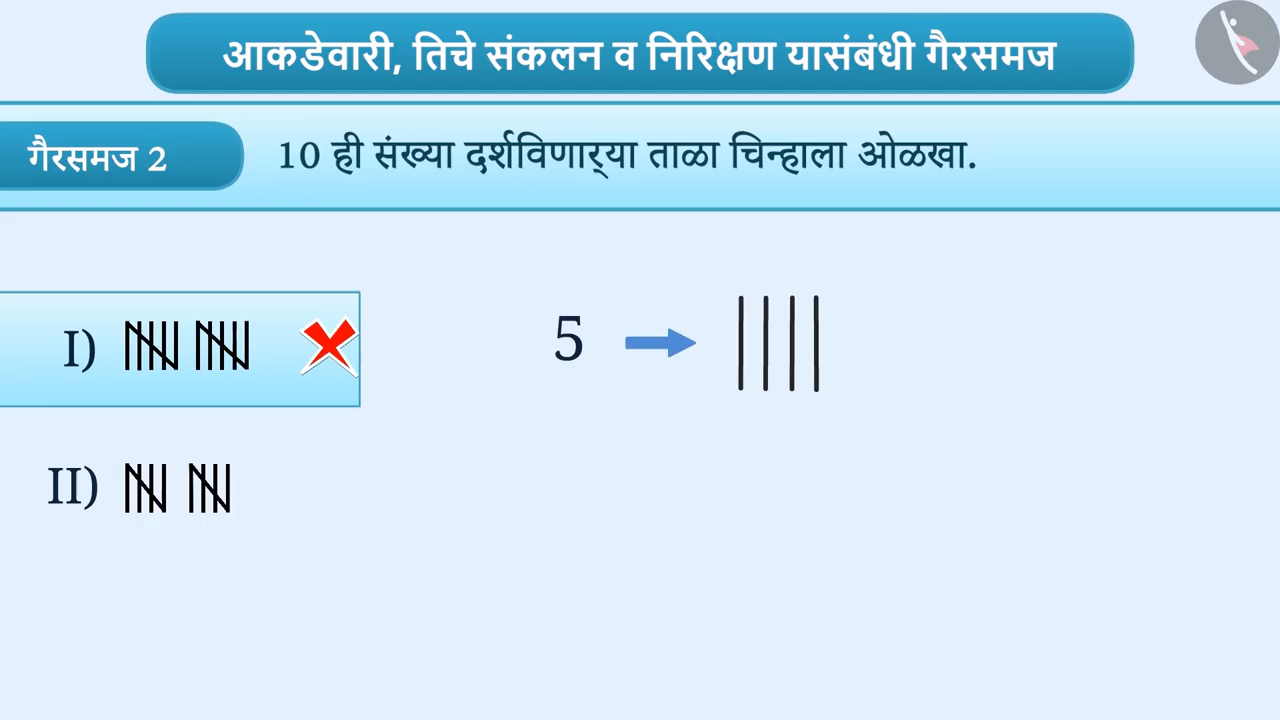 आकडेवारी, तिचे संकलन व निरिक्षण यासंबंधी गैरसमज
गैरसमज 2
10 ही संख्या दर्शविणाऱ्या ताळा चिन्हाला ओळखा.
I)
5
II)